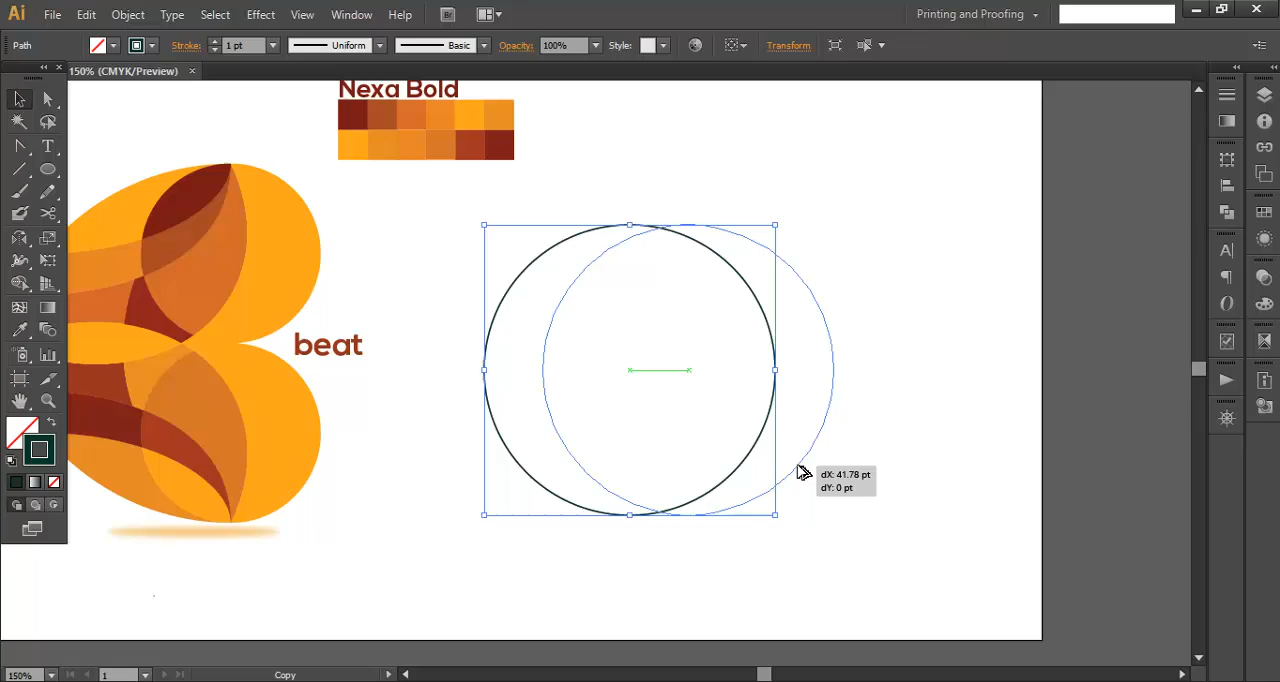 Ai File Edit Object Type Select Effect View Window Help Br Printing and Proofing
Path Stroke: 1 pt Uniform Basic Opacity: 100% Style: Transform
150% (CMYK/Preview) ×
Nexa Bold
beat
dX: 41.78 pt
dY: 0 pt
150% 1 Copy